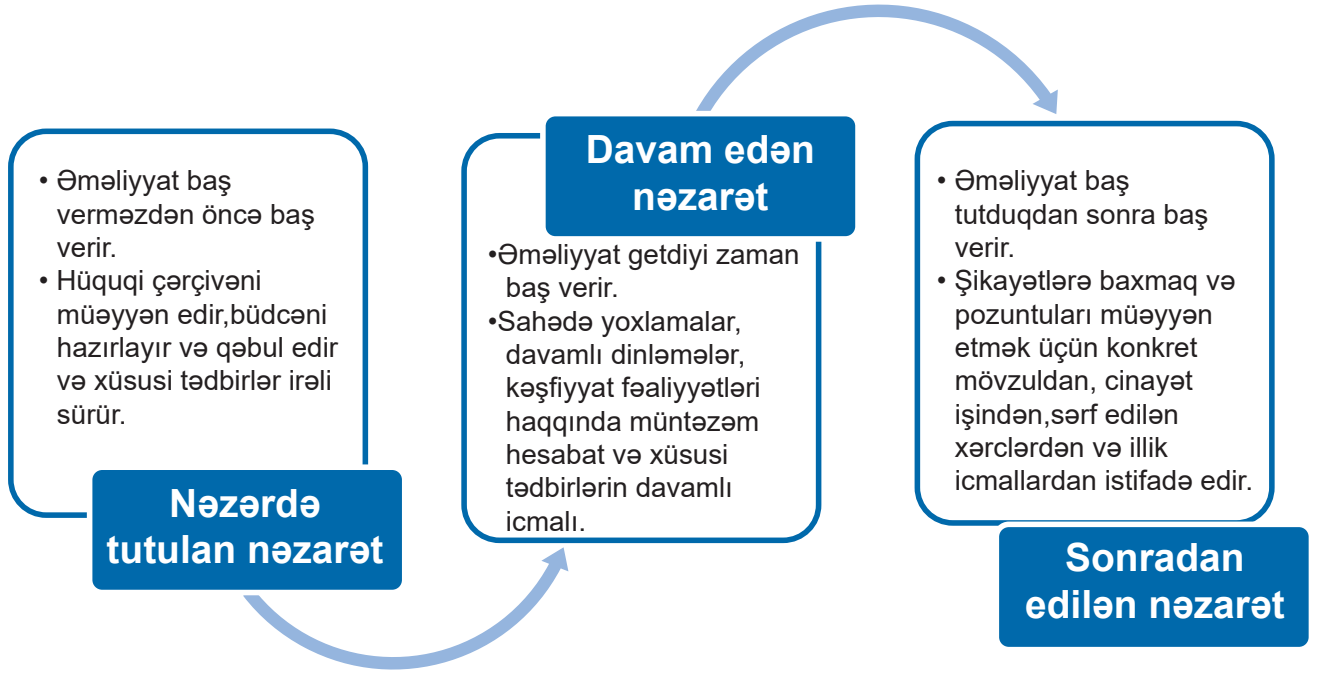 • Əməliyyat baş
verməzdən öncə baş
verir.
• Hüquqi çərçivəni
müəyyən edir,büdcəni
hazırlayır və qəbul edir
və xüsusi tədbirlər irəli
sürür.
Nəzərdə
tutulan nəzarət
Davam edən
nəzarət
•Əməliyyat getdiyi zaman
baş verir.
•Sahədə yoxlamalar,
davamlı dinləmələr,
kəşfiyyat fəaliyyətləri
haqqında müntəzəm
hesabat və xüsusi
tədbirlərin davamlı
icmalı.
• Əməliyyat baş
tutduqdan sonra baş
verir.
• Şikayətlərə baxmaq və
pozuntuları müəyyən
etmək üçün konkret
mövzuldan, cinayət
işindən,sərf edilən
xərclərdən və illik
icmallardan istifadə edir.
Sonradan
edilən nəzarət